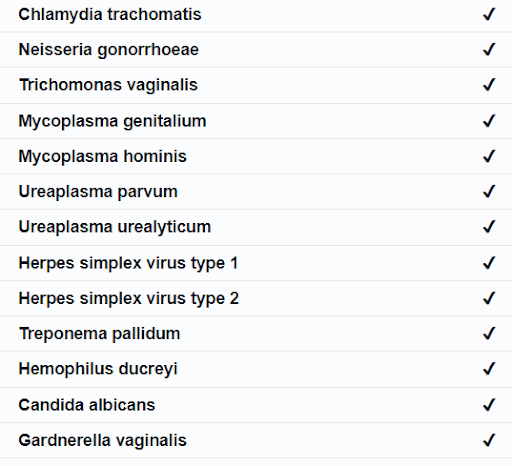 Chlamydia trachomatis ✓
Neisseria gonorrhoeae ✓
Trichomonas vaginalis ✓
Mycoplasma genitalium ✓
Mycoplasma hominis ✓
Ureaplasma parvum ✓
Ureaplasma urealyticum ✓
Herpes simplex virus type 1 ✓
Herpes simplex virus type 2 ✓
Treponema pallidum ✓
Hemophilus ducreyi ✓
Candida albicans ✓
Gardnerella vaginalis ✓